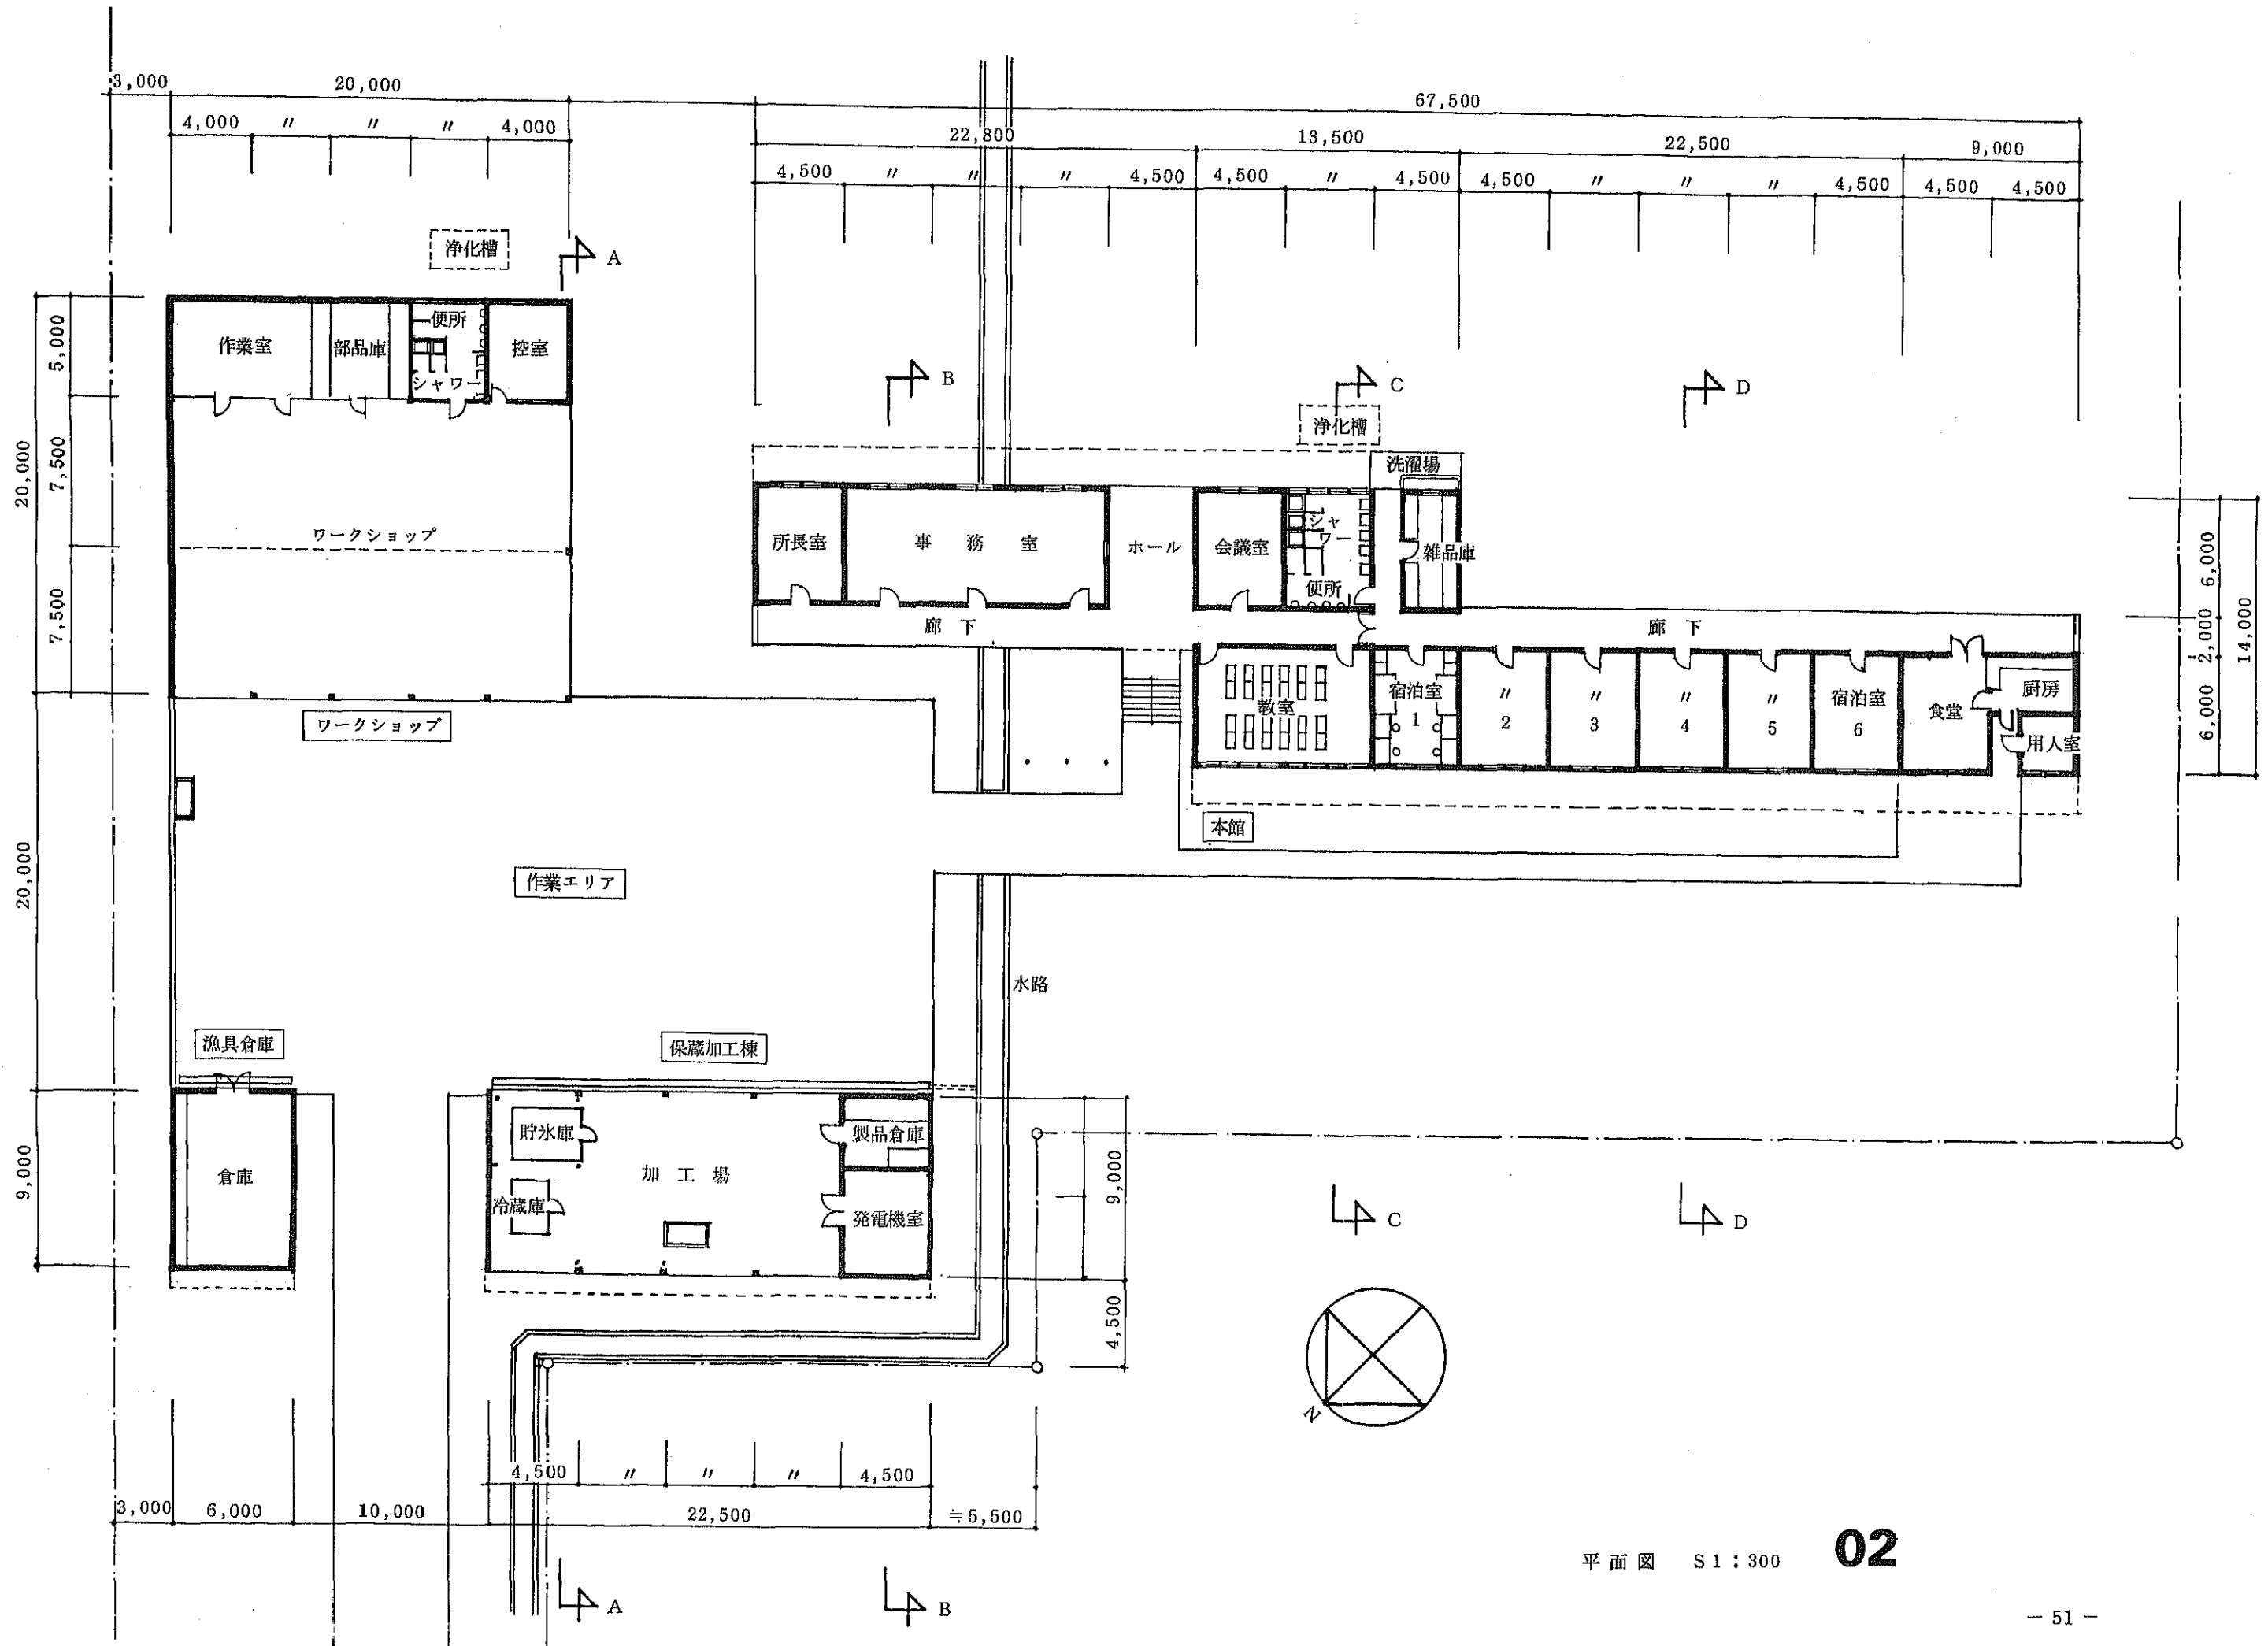 3,000 20,000 67,500
4,000 〃 〃 〃 4,000 22,800 13,500 22,500 9,000
4,500 〃 〃 〃 4,500 4,500 〃 4,500 4,500 〃 〃 〃 4,500 4,500 4,500
浄化槽 A
20,000 5,000 7,500 7,500
作業室 部品庫 便所 シャワー 控室
B C D
浄化槽
洗濯場
ワークショップ
所長室 事務室 ホール 会議室 シャワー 便所 雑品庫
6,000 2,000 6,000 14,000
廊下 廊下
ワークショップ
教室 宿泊室 1 〃 2 〃 3 〃 4 〃 5 宿泊室 6 食堂 厨房 用人室
本館
20,000
作業エリア
水路
漁具倉庫 保蔵加工棟
9,000
倉庫
貯氷庫 加工場 製品倉庫
冷蔵庫 発電機室
9,000
4,500
C D
N
4,500 〃 〃 〃 4,500
3,000 6,000 10,000 22,500 ≒5,500
A B
平面図 S1:300 02
－51－